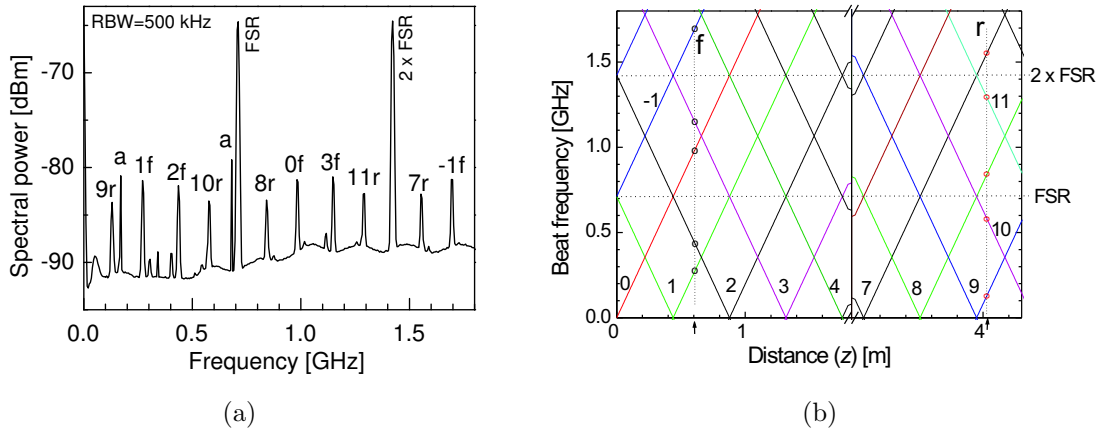 RBW=500 kHz
FSR
2 x FSR
a
a
9r
1f
2f
10r
8r
0f
3f
11r
7r
-1f
-70
-80
-90
Spectral power [dBm]
0.0
0.5
1.0
1.5
Frequency [GHz]
(a)
f
r
-1
11
10
0
1
2
3
4
7
8
9
2 x FSR
FSR
1.5
1.0
0.5
0.0
Beat frequency [GHz]
0
1
4
Distance (z) [m]
(b)